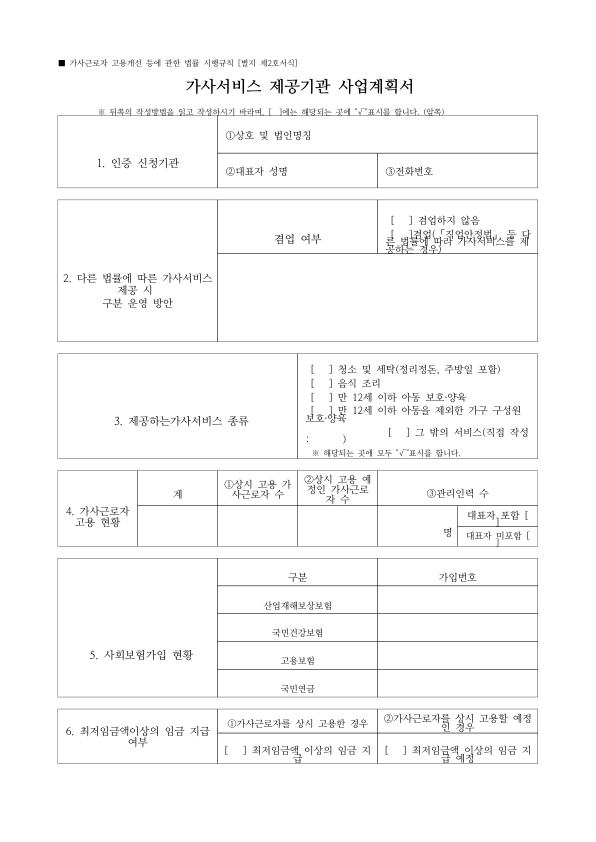 ■ 가사근로자 고용개선 등에 관한 법률 시행규칙 [별지 제2호서식]
가사서비스 제공기관 사업계획서
※ 뒤쪽의 작성방법을 읽고 작성하시기 바라며, [  ]에는 해당되는 곳에 "√"표시를 합니다. (앞쪽)
1. 인증 신청기관
①상호 및 법인명칭
②대표자 성명
③전화번호
2. 다른 법률에 따른 가사서비스
제공 시
구분 운영 방안
겸업 여부
[  ] 겸업하지 않음
[  ]겸업(「직업안정법」 등 다
른 법률에 따라 가사서비스를 제
공하는 경우)
3. 제공하는가사서비스 종류
[  ] 청소 및 세탁(정리정돈, 주방일 포함)
[  ] 음식 조리
[  ] 만 12세 이하 아동 보호·양육
[  ] 만 12세 이하 아동을 제외한 가구 구성원
보호·양육
[  ] 그 밖의 서비스(직접 작성
:      )
※ 해당되는 곳에 모두 "√"표시를 합니다.
4. 가사근로자
고용 현황
계
①상시 고용 가
사근로자 수
②상시 고용 예
정인 가사근로
자 수
③관리인력 수
명
대표자 포함 [
]
대표자 미포함 [
]
5. 사회보험가입 현황
구분
가입번호
산업재해보상보험
국민건강보험
고용보험
국민연금
6. 최저임금액이상의 임금 지급
여부
①가사근로자를 상시 고용한 경우
②가사근로자를 상시 고용할 예정
인 경우
[  ] 최저임금액 이상의 임금 지
급
[  ] 최저임금액 이상의 임금 지
급 예정